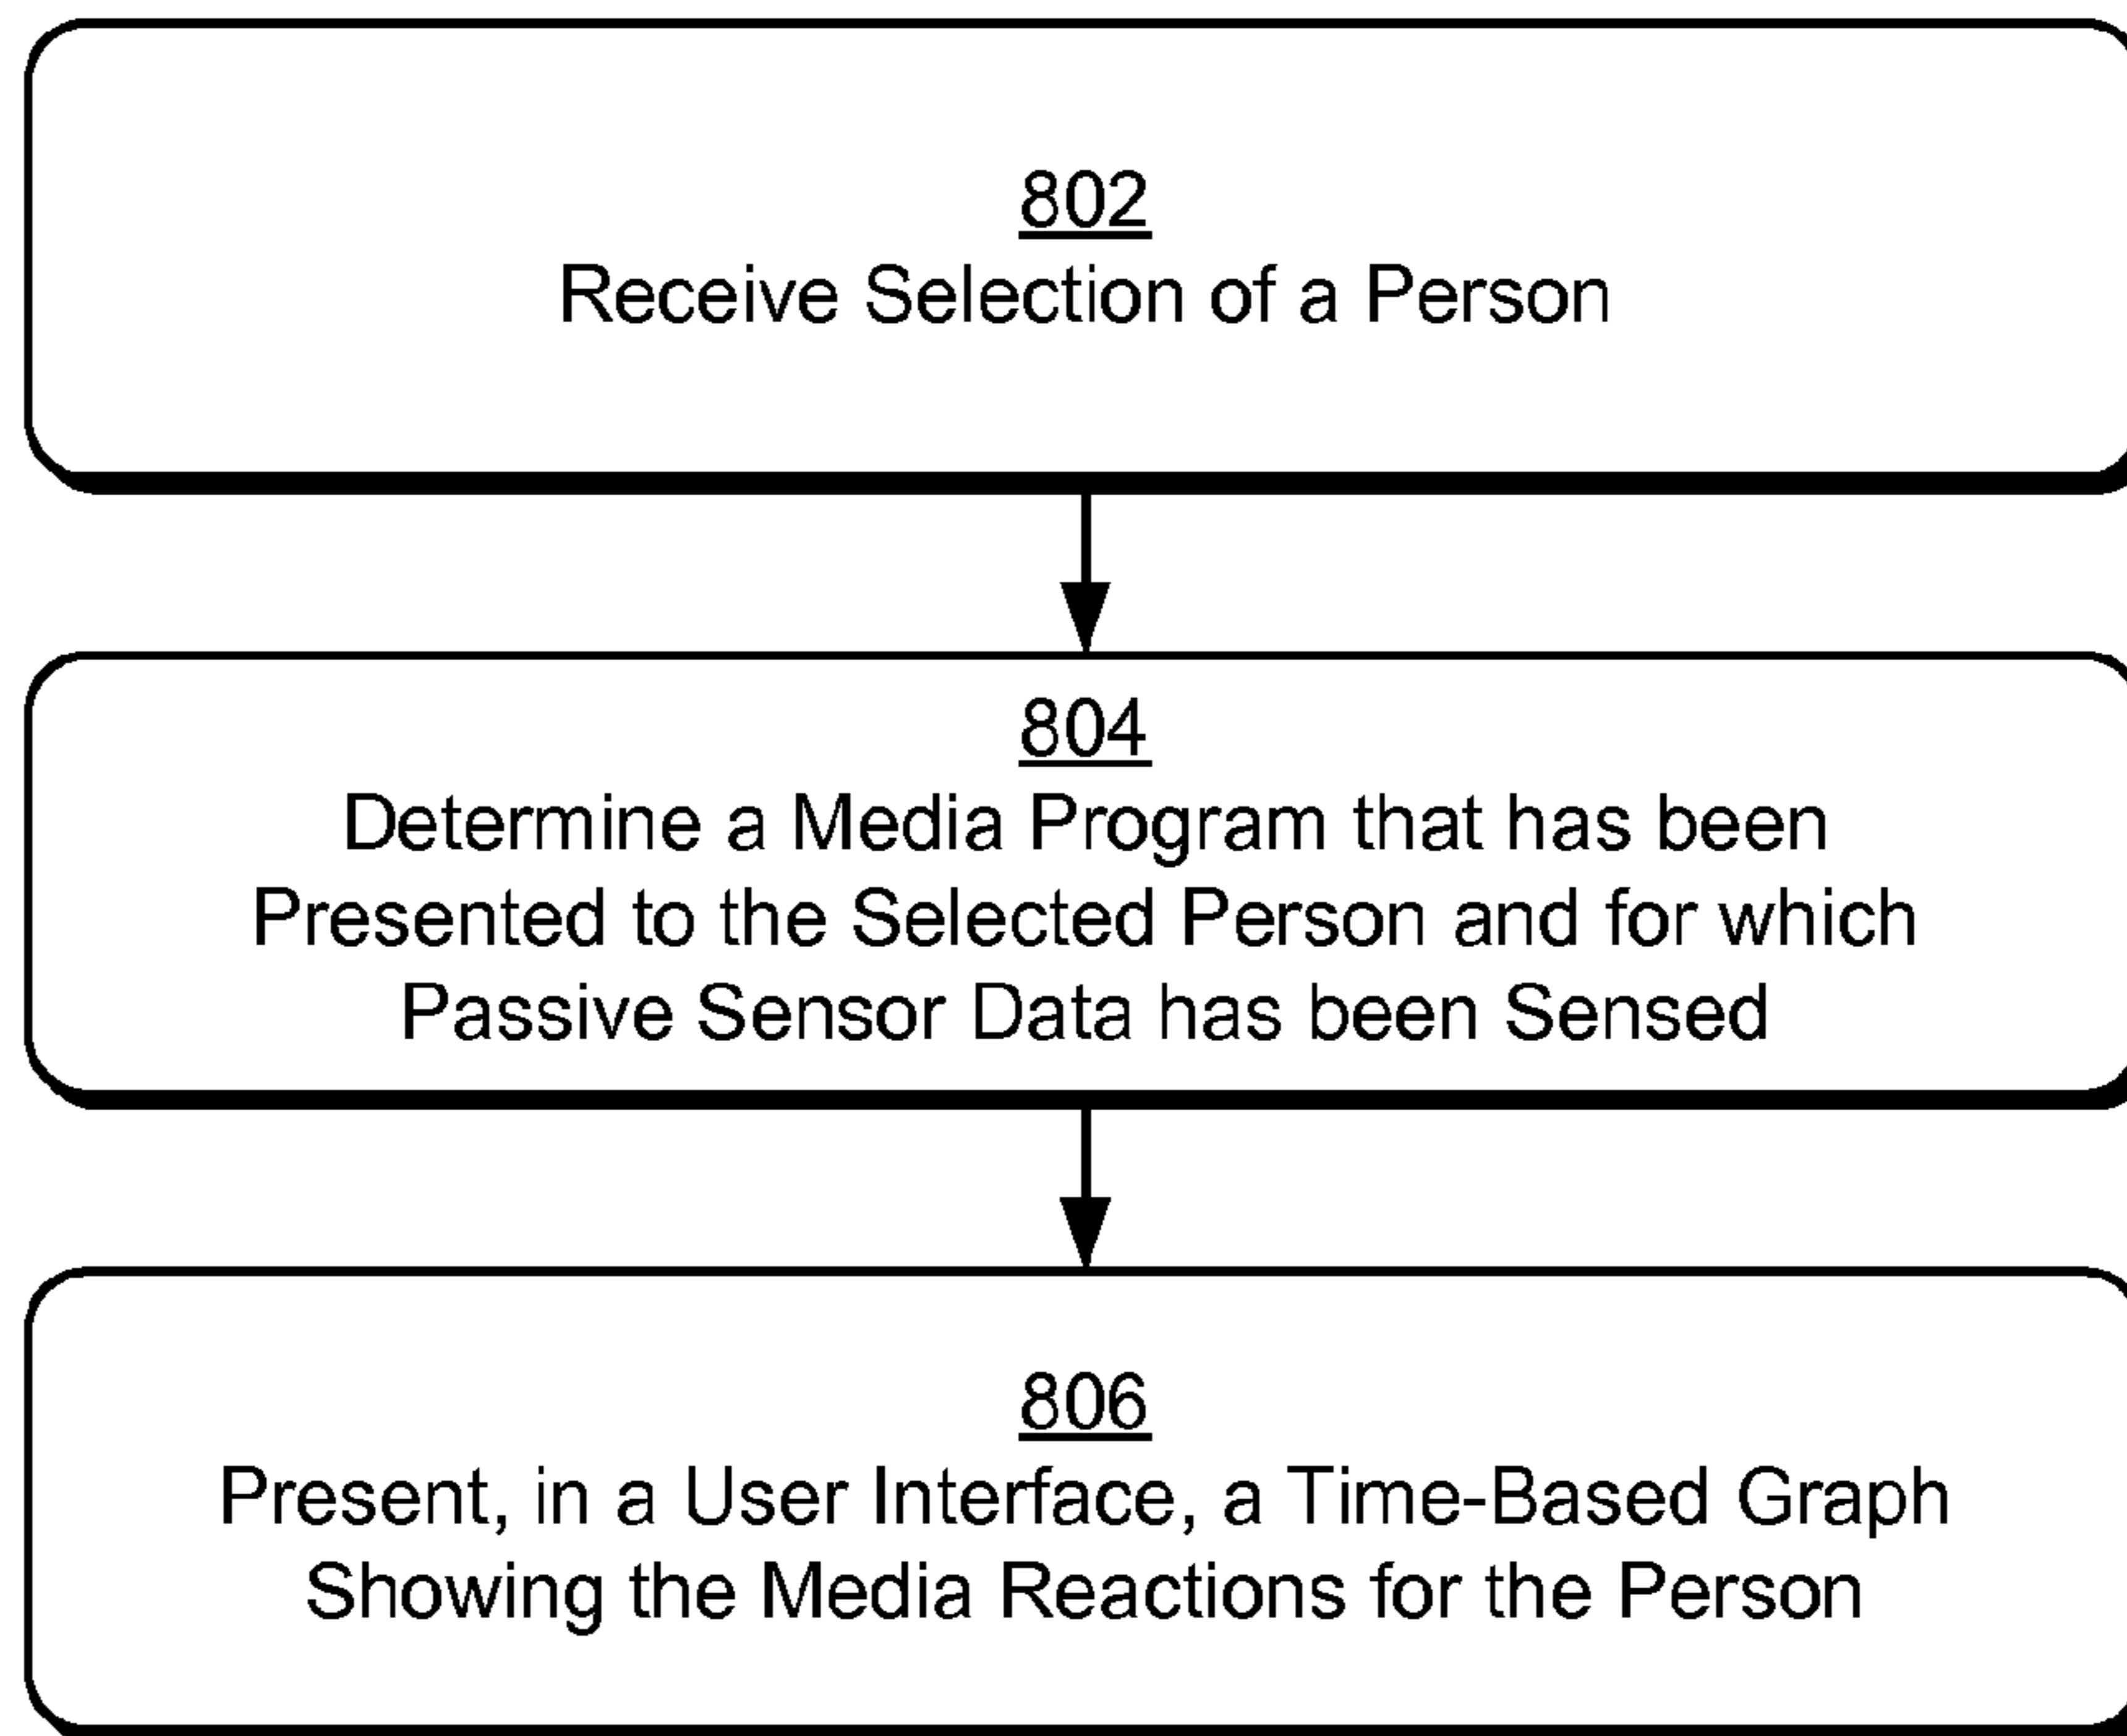 802
Receive Selection of a Person
804
Determine a Media Program that has been
Presented to the Selected Person and for which
Passive Sensor Data has been Sensed
806
Present, in a User Interface, a Time-Based Graph
Showing the Media Reactions for the Person